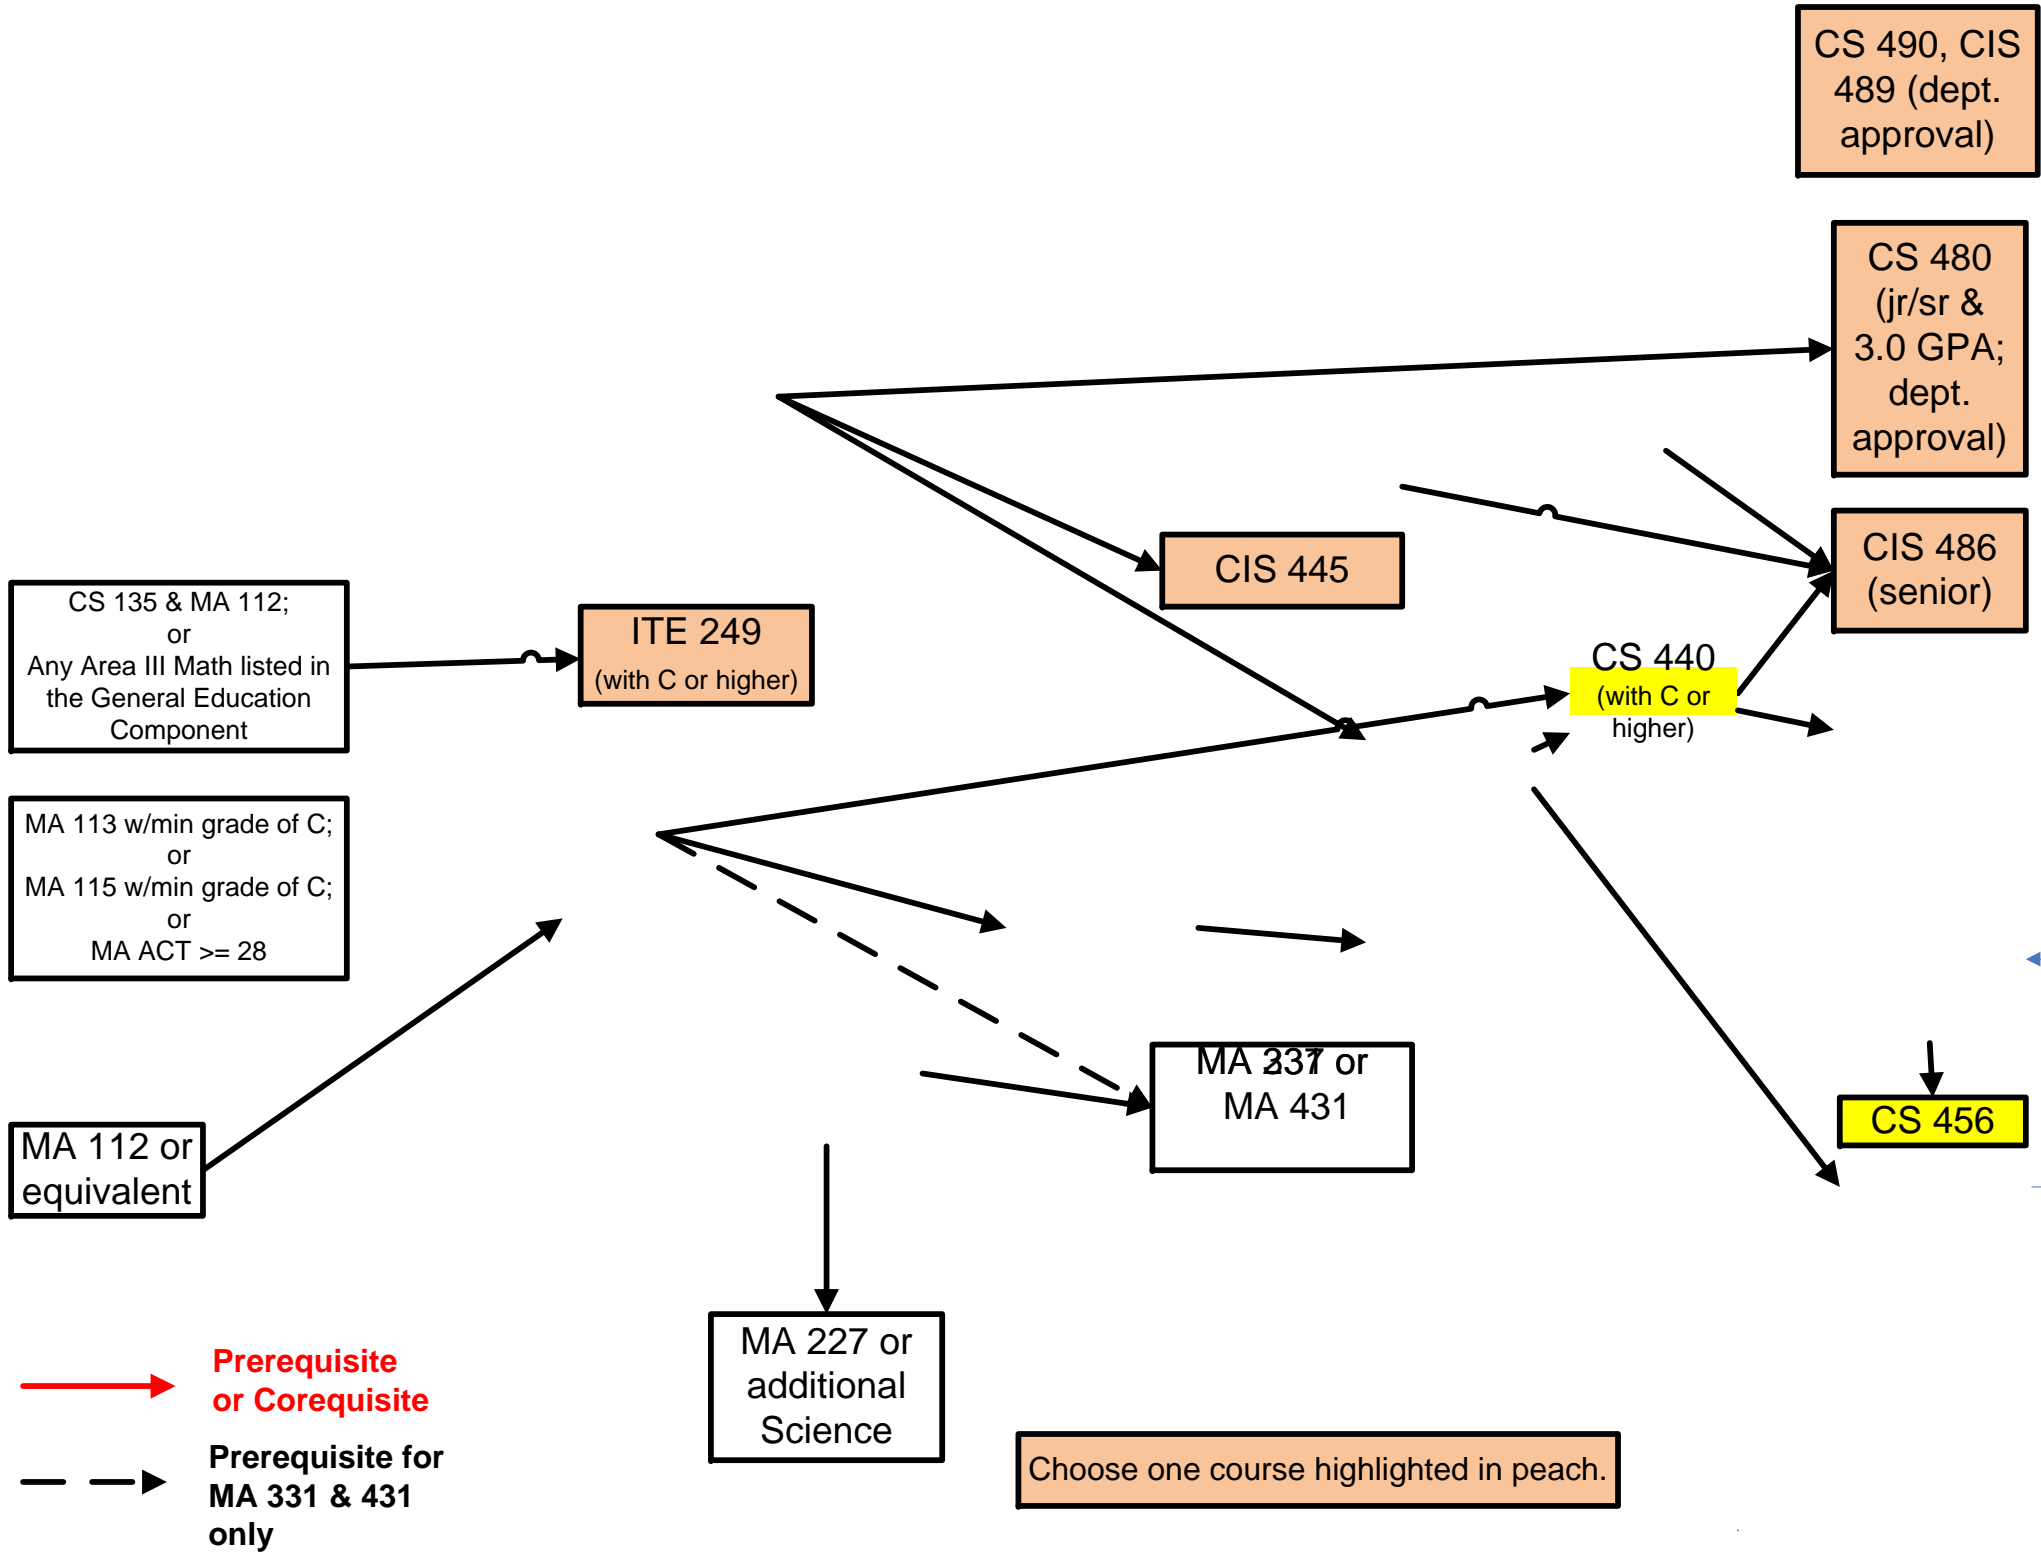 CS 490, CIS
489 (dept.
approval)
CS 480
(jr/sr &
3.0 GPA;
dept.
approval)
CIS 486
(senior)
CIS 445
CS 135 & MA 112;
or
Any Area III Math listed in
the General Education
Component
ITE 249
(with C or higher)
CS 440
(with C or
higher)
MA 113 w/min grade of C;
or
MA 115 w/min grade of C;
or
MA ACT >= 28
MA or
MA 431
CS 456
MA 112 or
equivalent
MA 227 or
additional
Science
Prerequisite
or Corequisite
Prerequisite for
MA 331 & 431
only
Choose one course highlighted in peach.